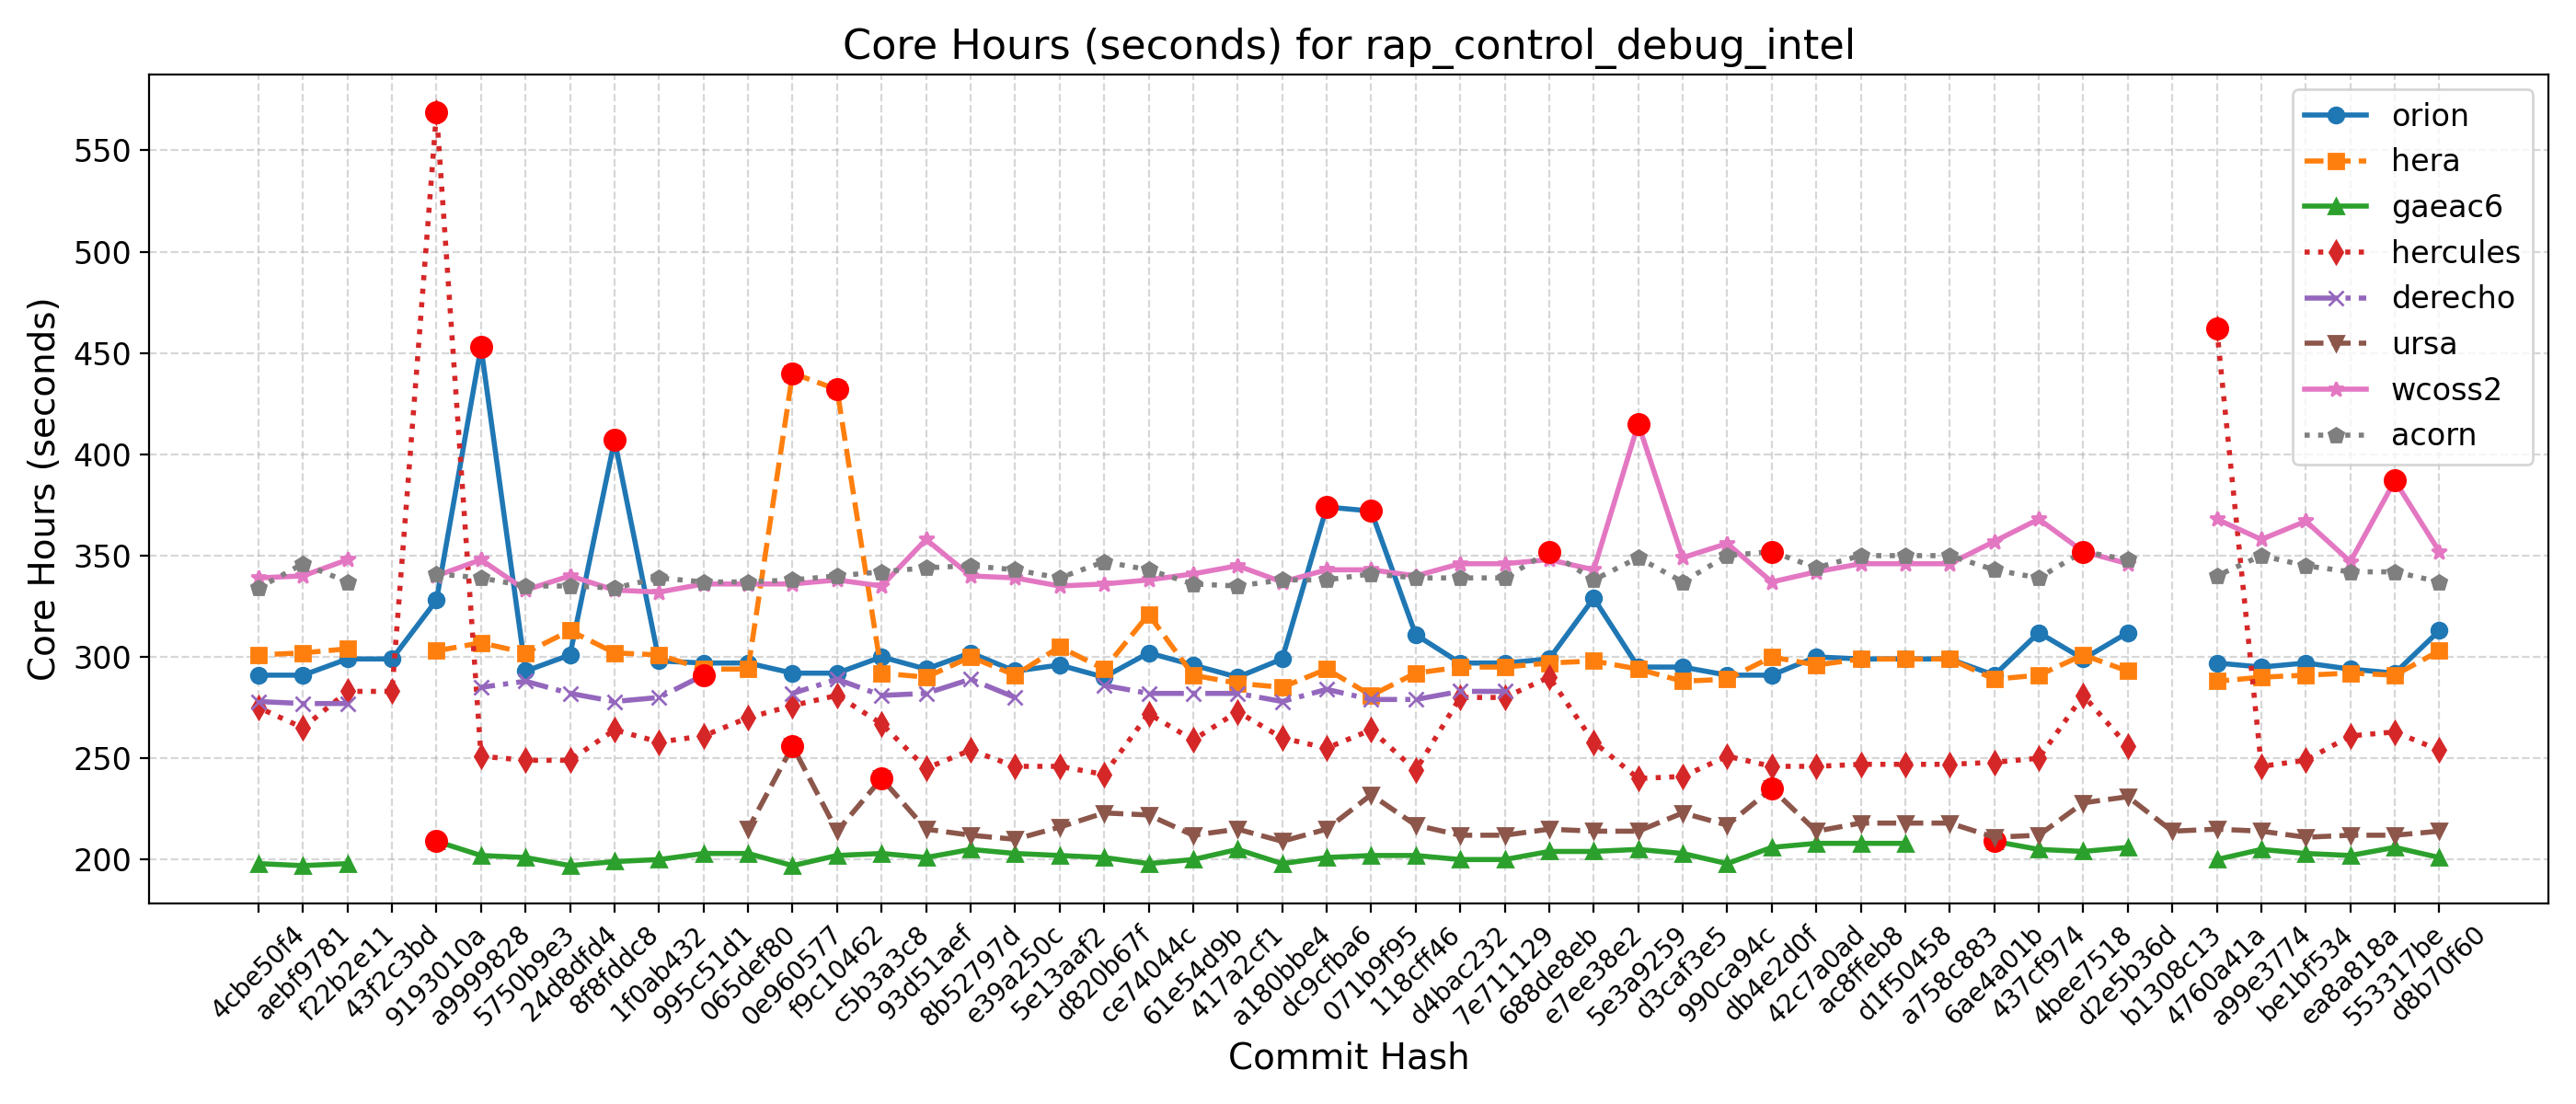 Core Hours (seconds) for rap_control_debug_intel
Core Hours (seconds)
550
500
450
400
350
300
250
200
orion
hera
gaeac6
hercules
derecho
ursa
wcoss2
acorn
4cbe50f4
aebf9781
f22b2e11
43f2c3bd
9193010a
a9999828
5750b9e3
24d8dfd4
8f8fddc8
1f0ab432
995c51d1
065def80
0e960577
f9c10462
c5b3a3c8
93d51aef
8b52797d
e39a250c
5e13aaf2
d820b67f
ce74044c
61e54d9b
417a2cf1
a180bbe4
dc9cfba6
071b9f95
118cff46
d4bac232
7e711129
688de8eb
e7ee38e2
5e3a9259
d3caf3e5
990ca94c
db4e2d0f
42c7a0ad
ac8ffeb8
d1f50458
a758c883
6ae4a01b
437cf974
4bee7518
d2e5b36d
b1308c13
4760a41a
a99e3774
be1bf534
ea8a818a
553317be
d8b70f60
Commit Hash